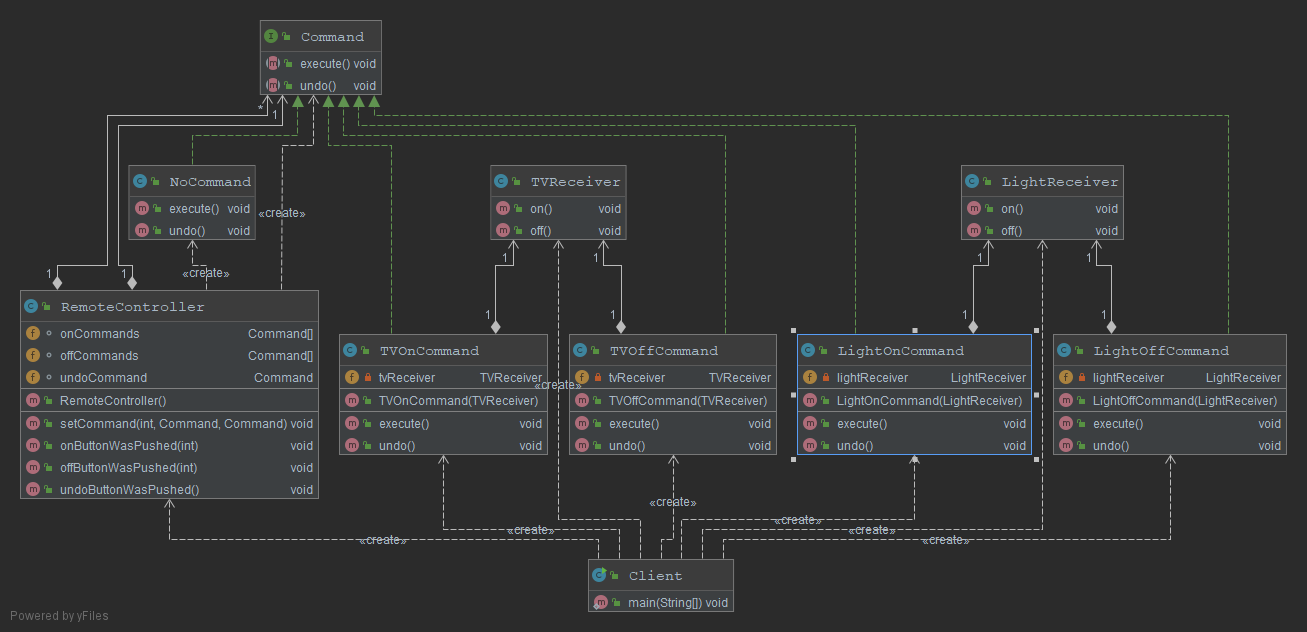 Command
execute() void
undo() void
*
1
NoCommand
execute() void
undo() void
«create»
«create»
TVReceiver
on() void
off() void
LightReceiver
on() void
off() void
1
1
1
1
1
1
RemoteController
onCommands Command[]
offCommands Command[]
undoCommand Command
RemoteController()
setCommand(int, Command, Command) void
onButtonWasPushed(int) void
offButtonWasPushed(int) void
undoButtonWasPushed() void
1
1
1
1
TVOnCommand
tvReceiver TVReceiver
TVOnCommand(TVReceiver)
execute() void
undo() void
«create»
TVOffCommand
tvReceiver TVReceiver
TVOffCommand(TVReceiver)
execute() void
undo() void
LightOnCommand
lightReceiver LightReceiver
LightOnCommand(LightReceiver)
execute() void
undo() void
LightOffCommand
lightReceiver LightReceiver
LightOffCommand(LightReceiver)
execute() void
undo() void
«create»
«create»
«create»
«create»
«create»
«create»
Client
main(String[]) void
Powered by yFiles